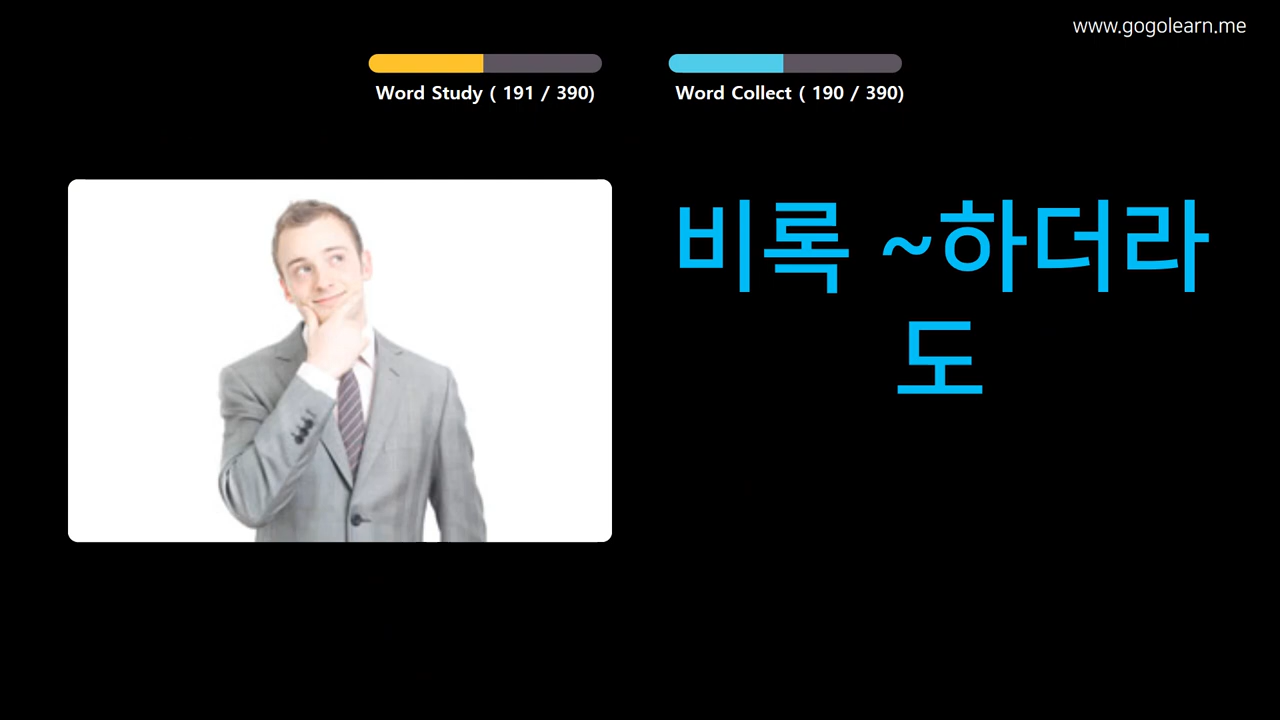 www.gogolearn.me
Word Study ( 191 / 390)
Word Collect ( 190 / 390)
비록 ~하더라
도